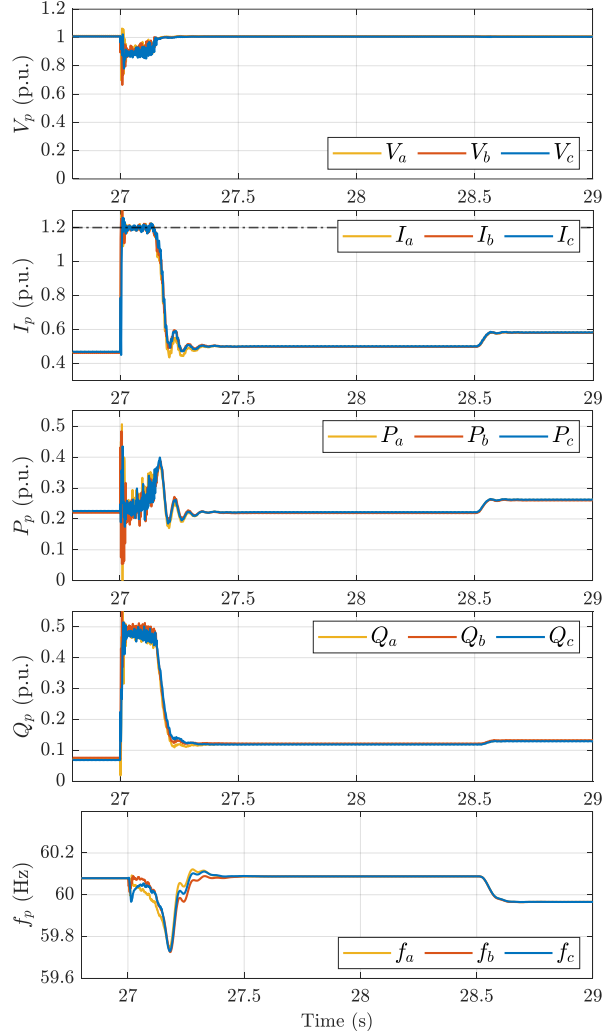 1.2
1
0.8
0.6
0.4
0.2
0
V_p (p.u.)
V_a V_b V_c
27 27.5 28 28.5 29
1.2
1
0.8
0.6
0.4
I_p (p.u.)
I_a I_b I_c
27 27.5 28 28.5 29
0.5
0.4
0.3
0.2
0.1
0
P_p (p.u.)
P_a P_b P_c
27 27.5 28 28.5 29
0.5
0.4
0.3
0.2
0.1
0
Q_p (p.u.)
Q_a Q_b Q_c
27 27.5 28 28.5 29
60.2
60
59.8
59.6
f_p (Hz)
f_a f_b f_c
27 27.5 28 28.5 29
Time (s)